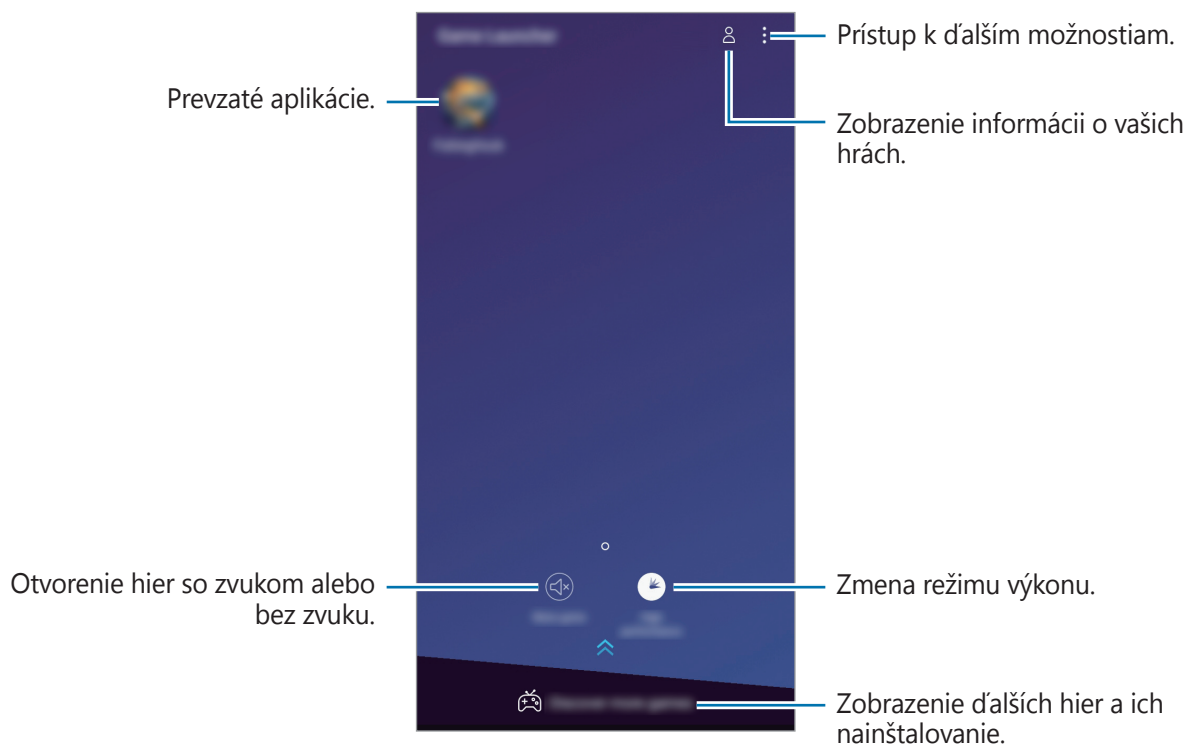 Prístup k ďalším možnostiam.
Prevzaté aplikácie.
Zobrazenie informácii o vašich
hrách.
Otvorenie hier so zvukom alebo
bez zvuku.
Zmena režimu výkonu.
Zobrazenie ďalších hier a ich
nainštalovanie.